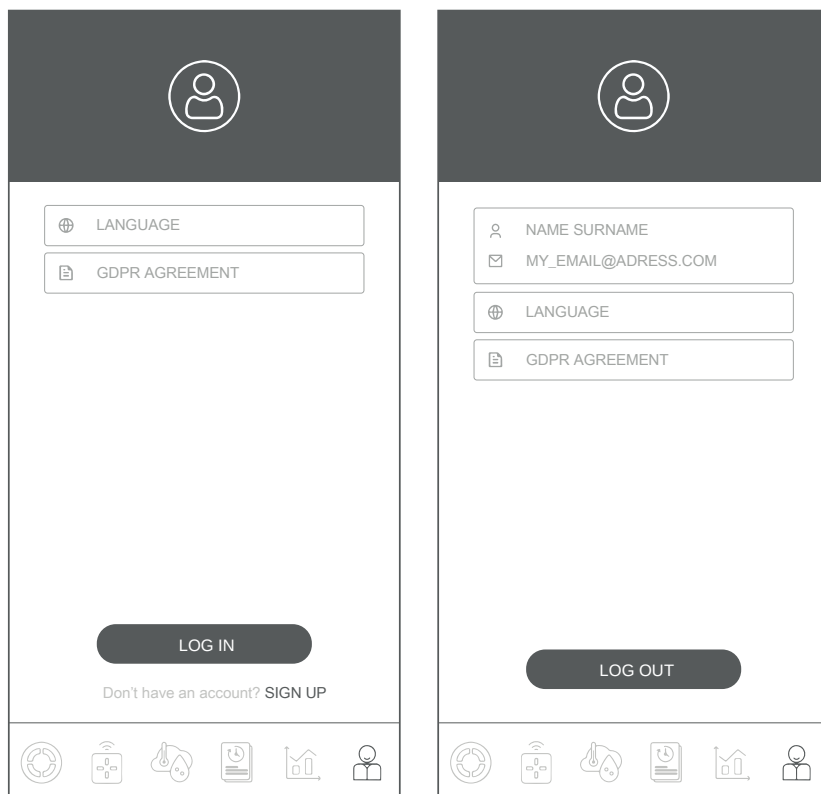 LANGUAGE
GDPR AGREEMENT
LOG IN
Don't have an account? SIGN UP
NAME SURNAME
MY_EMAIL@ADRESS.COM
LANGUAGE
GDPR AGREEMENT
LOG OUT